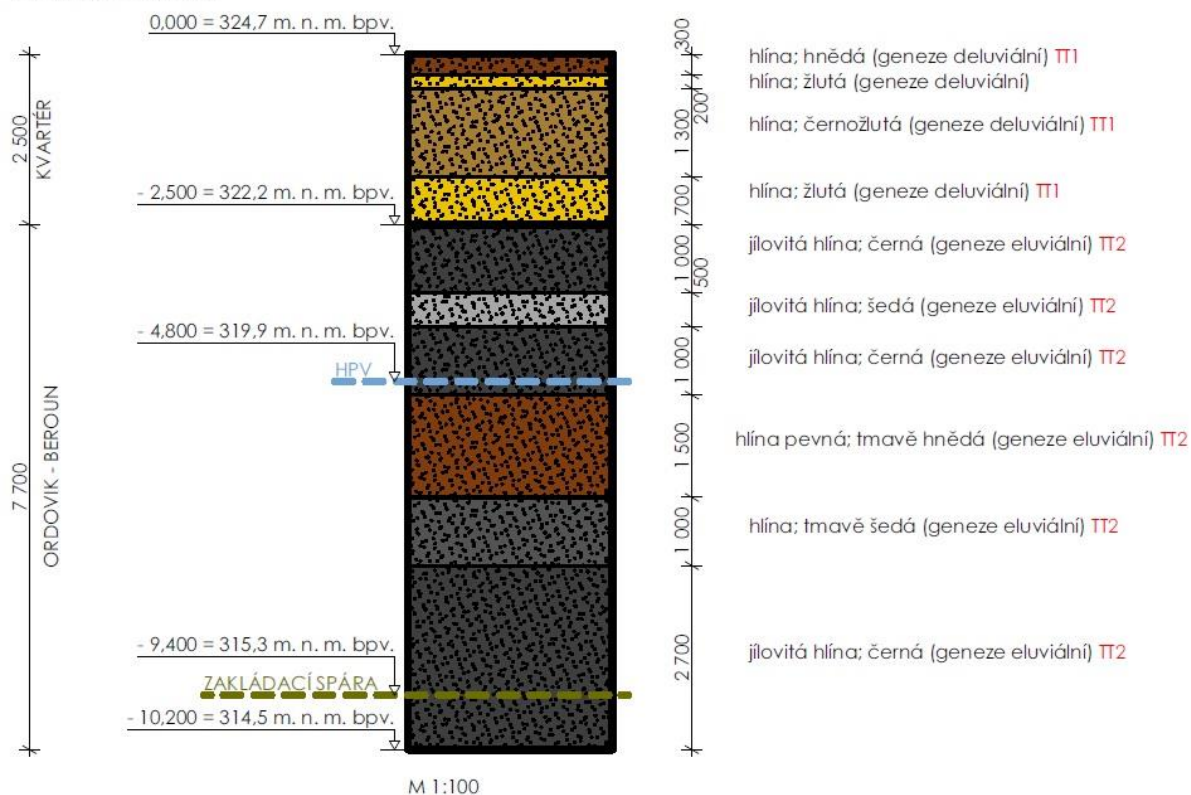 0,000 = 324,7 m. n. m. bpv.
300
hlína; hnědá (geneze deluviální) TT1
hlína; žlutá (geneze deluviální)
200
2 500
KVARTÉR
1 300
hlína; černožlutá (geneze deluviální) TT1
- 2,500 = 322,2 m. n. m. bpv.
700
hlína; žlutá (geneze deluviální) TT1
1 000
jílovitá hlína; černá (geneze eluviální) TT2
500
jílovitá hlína; šedá (geneze eluviální) TT2
- 4,800 = 319,9 m. n. m. bpv.
1 000
jílovitá hlína; černá (geneze eluviální) TT2
HPV
1 500
hlína pevná; tmavě hnědá (geneze eluviální) TT2
7 700
ORDOVIK - BEROUN
1 000
hlína; tmavě šedá (geneze eluviální) TT2
- 9,400 = 315,3 m. n. m. bpv.
2 700
jílovitá hlína; černá (geneze eluviální) TT2
ZAKLÁDACÍ SPÁRA
- 10,200 = 314,5 m. n. m. bpv.
M 1:100